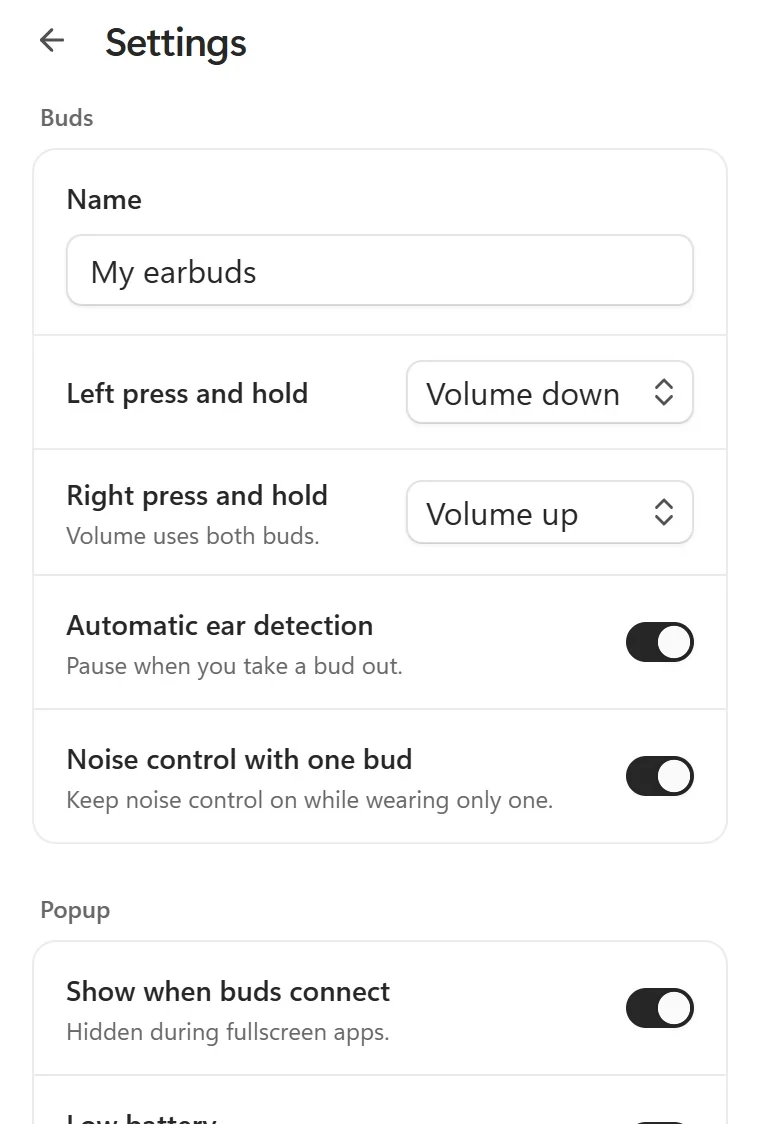 Settings
Buds
Name
My earbuds
Left press and hold
Volume down
Right press and hold
Volume up
Volume uses both buds.
Automatic ear detection
Pause when you take a bud out.
Noise control with one bud
Keep noise control on while wearing only one.
Popup
Show when buds connect
Hidden during fullscreen apps.
Low battery